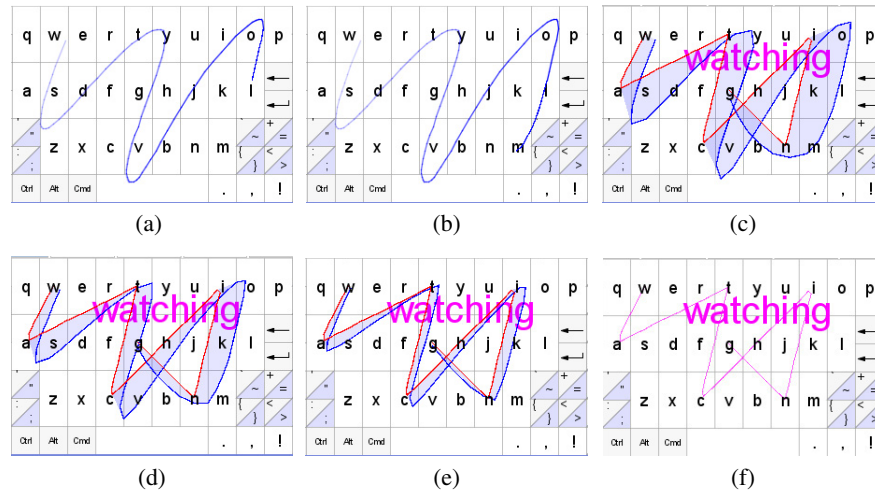 q w e r t y u i o p
a s d f g h j k l
z x c v b n m
' " : ;
+ ` ~ = { < } >
Ctrl Alt Cmd . , !
(a)
q w e r t y u i o p
a s d f g h j k l
z x c v b n m
' " : ;
+ ` ~ = { < } >
Ctrl Alt Cmd . , !
(b)
q w e r t y u i o p
watching
a s d f g h j k l
z x c v b n m
' " : ;
+ ` ~ = { < } >
Ctrl Alt Cmd . , !
(c)
q w e r t y u i o p
watching
a s d f g h j k l
z x c v b n m
' " : ;
+ ` ~ = { < } >
Ctrl Alt Cmd . , !
(d)
q w e r t y u i o p
watching
a s d f g h j k l
z x c v b n m
' " : ;
+ ` ~ = { < } >
Ctrl Alt Cmd . , !
(e)
q w e r t y u i o p
watching
a s d f g h j k l
z x c v b n m
' " : ;
+ ` ~ = { < } >
Ctrl Alt Cmd . , !
(f)